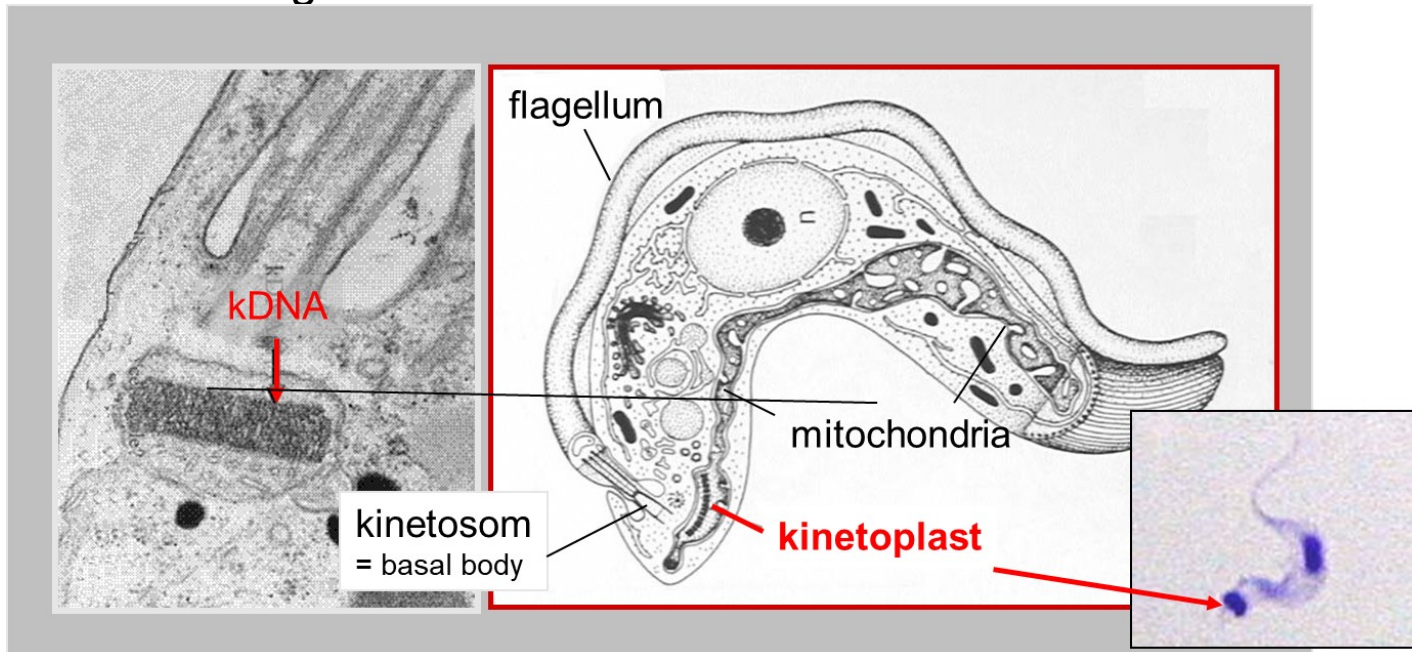 flagellum
kDNA
mitochondria
kinetosom
= basal body
kinetoplast